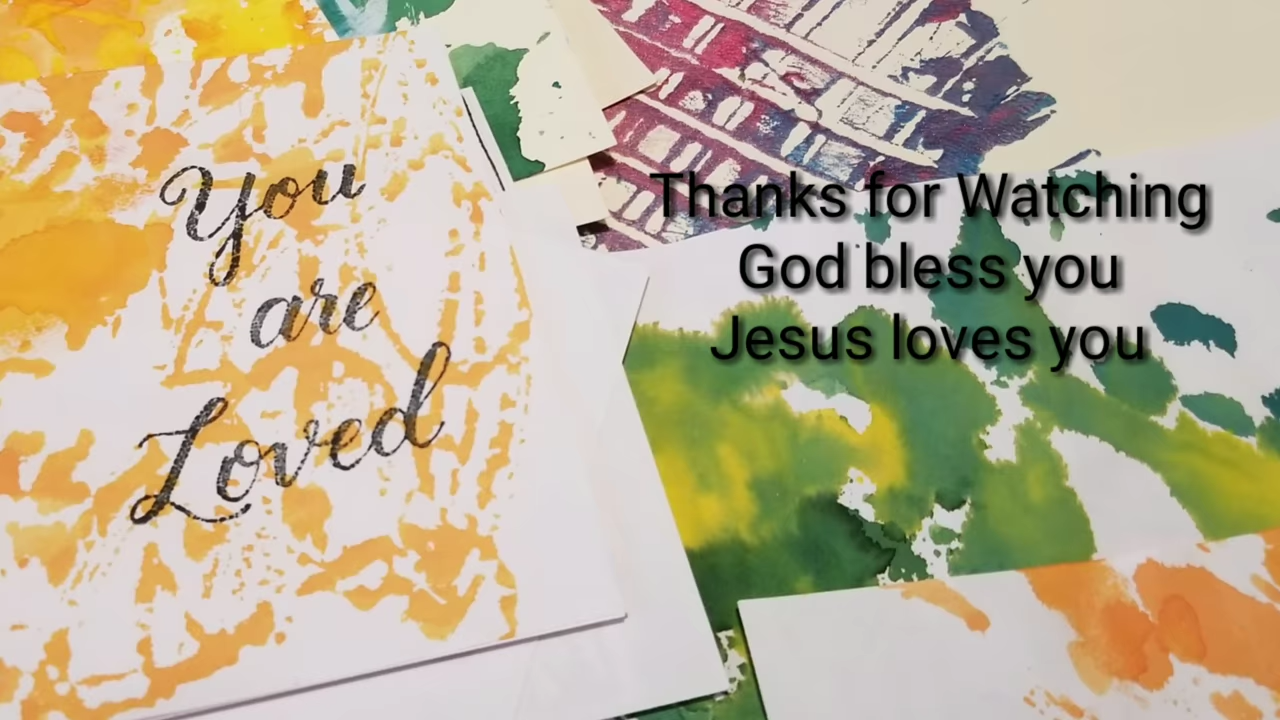 You
are
Loved
Thanks for Watching
God bless you
Jesus loves you